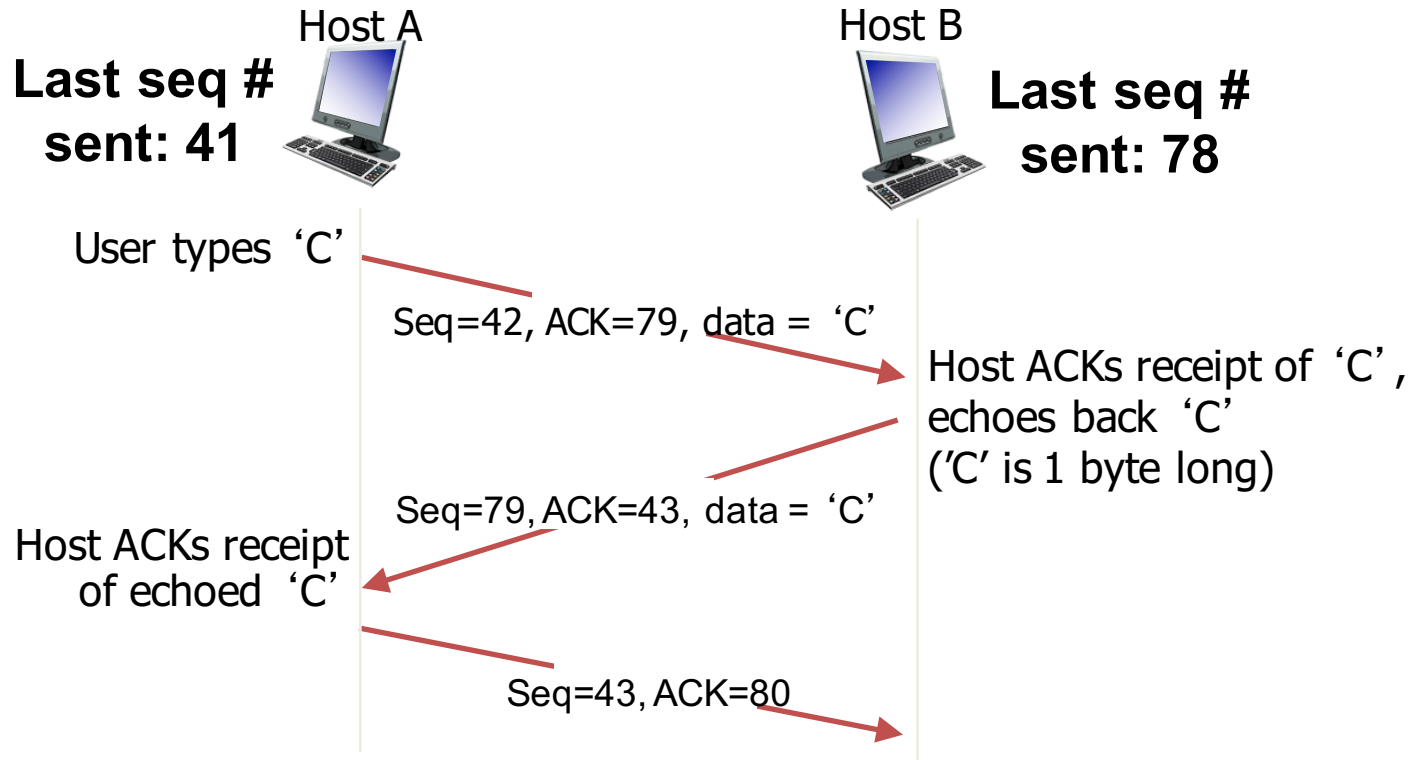 Host A
Host B
Last seq #
sent: 41
Last seq #
sent: 78
User types ‘C’
Seq=42, ACK=79, data = ‘C’
Host ACKs receipt of ‘C’,
echoes back ‘C’
(’C’ is 1 byte long)
Seq=79, ACK=43, data = ‘C’
Host ACKs receipt
of echoed ‘C’
Seq=43, ACK=80